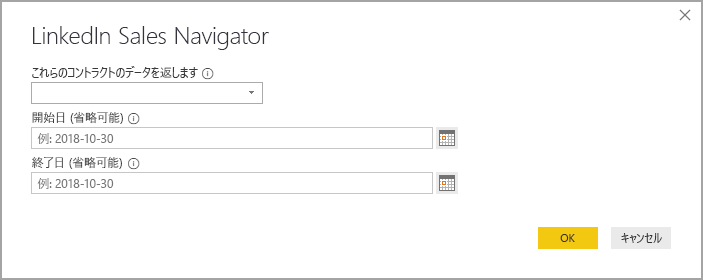 LinkedIn Sales Navigator
これらのコントラクトのデータを返します
開始日 (省略可能)
例: 2018-10-30
終了日 (省略可能)
例: 2018-10-30
OK キャンセル